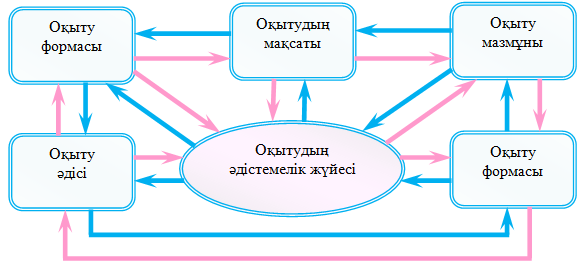 Оқыту
формасы
Оқытудың
мақсаты
Оқыту
мазмұны
Оқыту
әдісі
Оқытудың
әдістемелік жүйесі
Оқыту
формасы